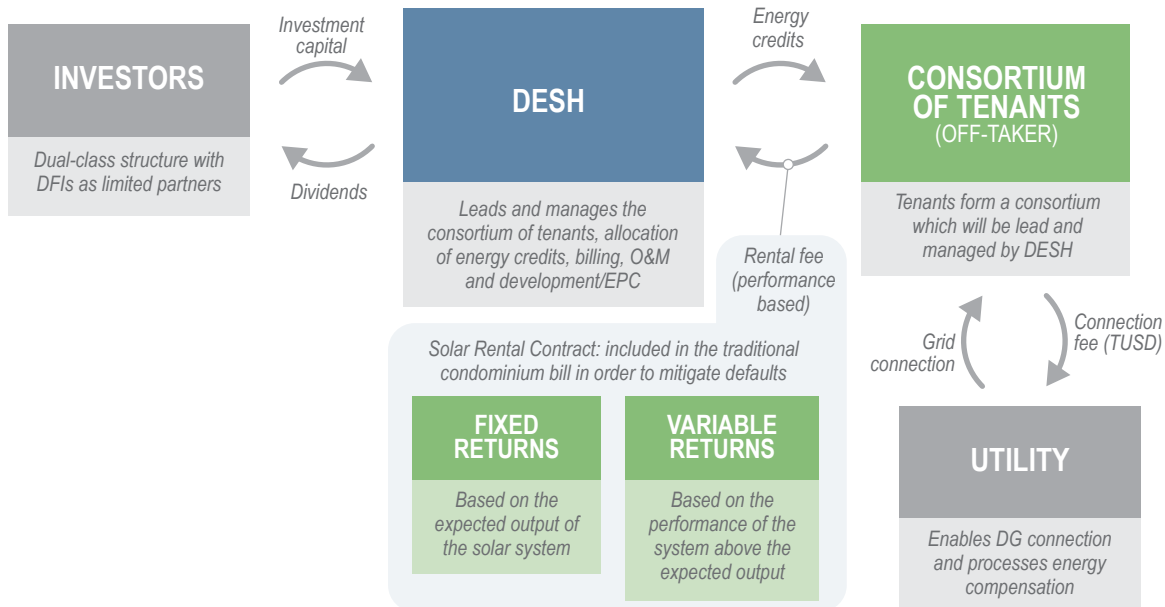 INVESTORS
Dual-class structure with
DFIs as limited partners
Investment
capital
Dividends
DESH
Leads and manages the
consortium of tenants, allocation
of energy credits, billing, O&M
and development/EPC
Energy
credits
Rental fee
(performance
based)
CONSORTIUM
OF TENANTS
(OFF-TAKER)
Tenants form a consortium
which will be lead and
managed by DESH
Solar Rental Contract: included in the traditional
condominium bill in order to mitigate defaults
FIXED
RETURNS
Based on the
expected output of
the solar system
VARIABLE
RETURNS
Based on the
performance of the
system above the
expected output
Grid
connection
Connection
fee (TUSD)
UTILITY
Enables DG connection
and processes energy
compensation